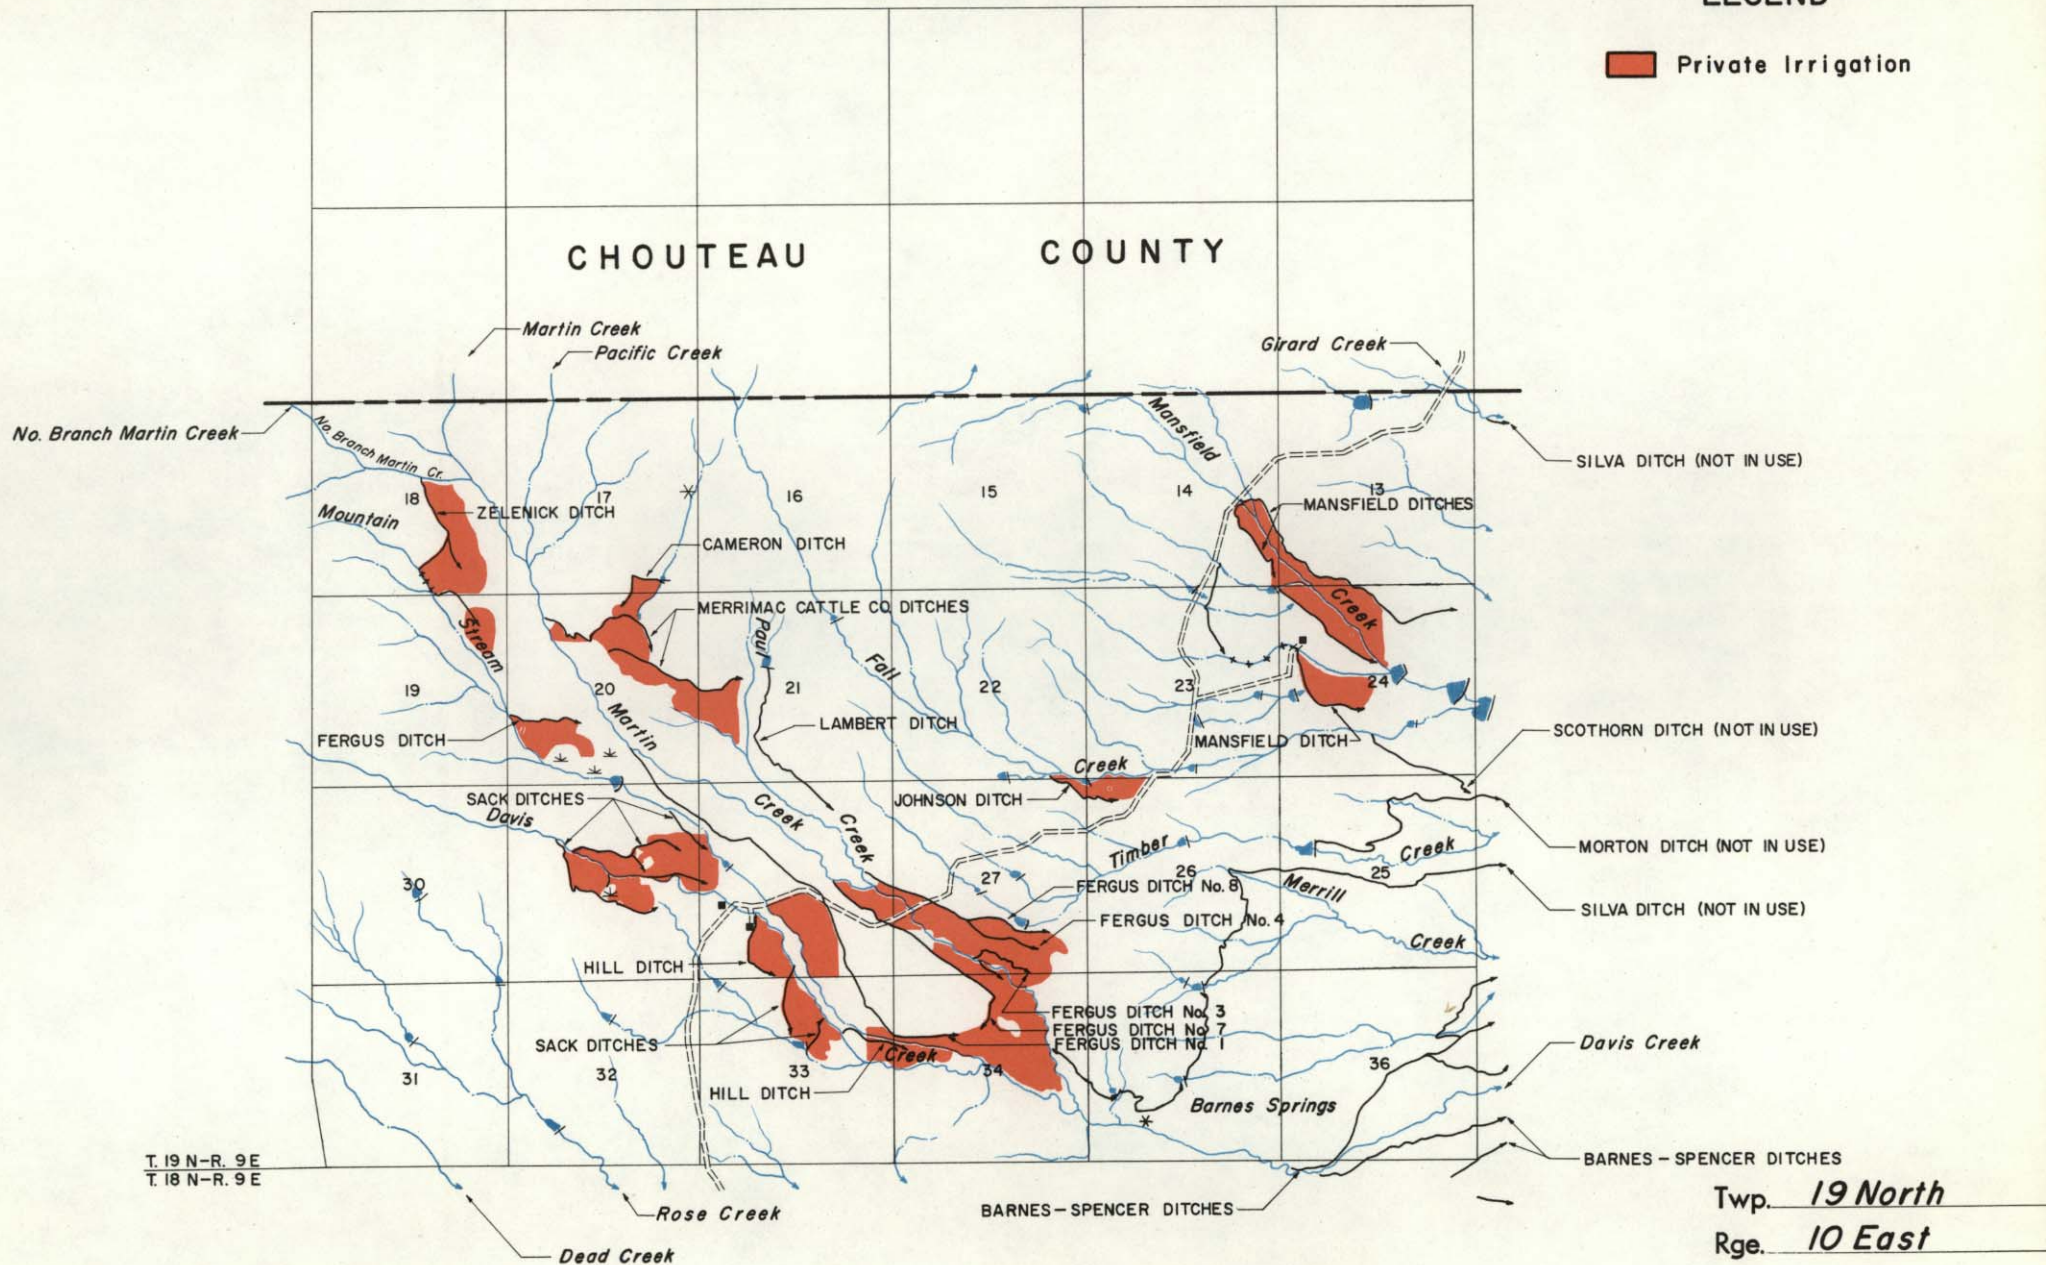 LEGEND
Private Irrigation
CHOUTEAU COUNTY
Martin Creek
Pacific Creek
Girard Creek
No. Branch Martin Creek
No. Branch Martin Cr.
Mansfield
SILVA DITCH (NOT IN USE)
18
17
16
15
14
13
ZELENICK DITCH
MANSFIELD DITCHES
Mountain
CAMERON DITCH
MERRIMAC CATTLE CO. DITCHES
Creek
Paul
Stream
Fall
19
20
21
22
23
24
Martin
LAMBERT DITCH
FERGUS DITCH
MANSFIELD DITCH
SCOTHORN DITCH (NOT IN USE)
Creek
SACK DITCHES
JOHNSON DITCH
Davis
Creek
Creek
Timber
Creek
MORTON DITCH (NOT IN USE)
30
27
26
25
FERGUS DITCH No. 8
Merrill
SILVA DITCH (NOT IN USE)
FERGUS DITCH No. 4
Creek
HILL DITCH
FERGUS DITCH No. 3
FERGUS DITCH No. 7
FERGUS DITCH No. 1
SACK DITCHES
Creek
Davis Creek
31
32
33
34
36
HILL DITCH
Barnes Springs
T. 19 N-R. 9 E
T. 18 N-R. 9 E
BARNES-SPENCER DITCHES
Twp. 19 North
Rose Creek
BARNES-SPENCER DITCHES
Rge. 10 East
Dead Creek